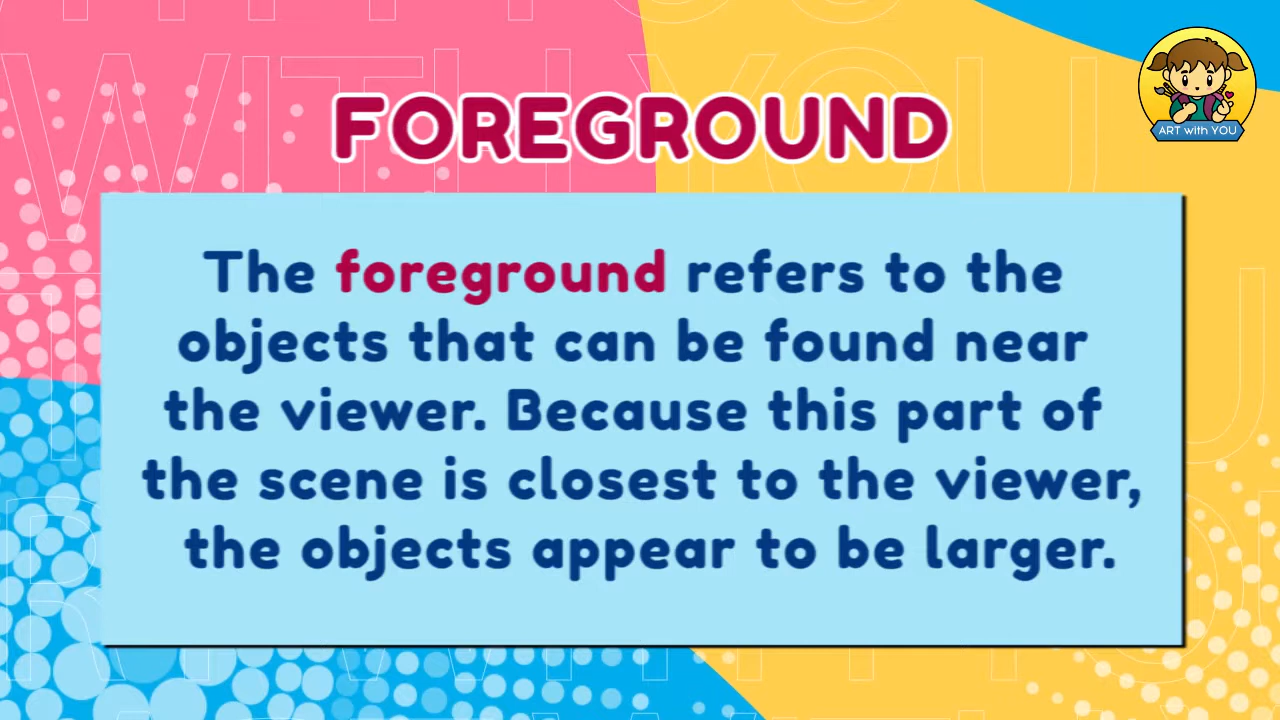 FOREGROUND
ART with YOU
The foreground refers to the
objects that can be found near
the viewer. Because this part of
the scene is closest to the viewer,
the objects appear to be larger.